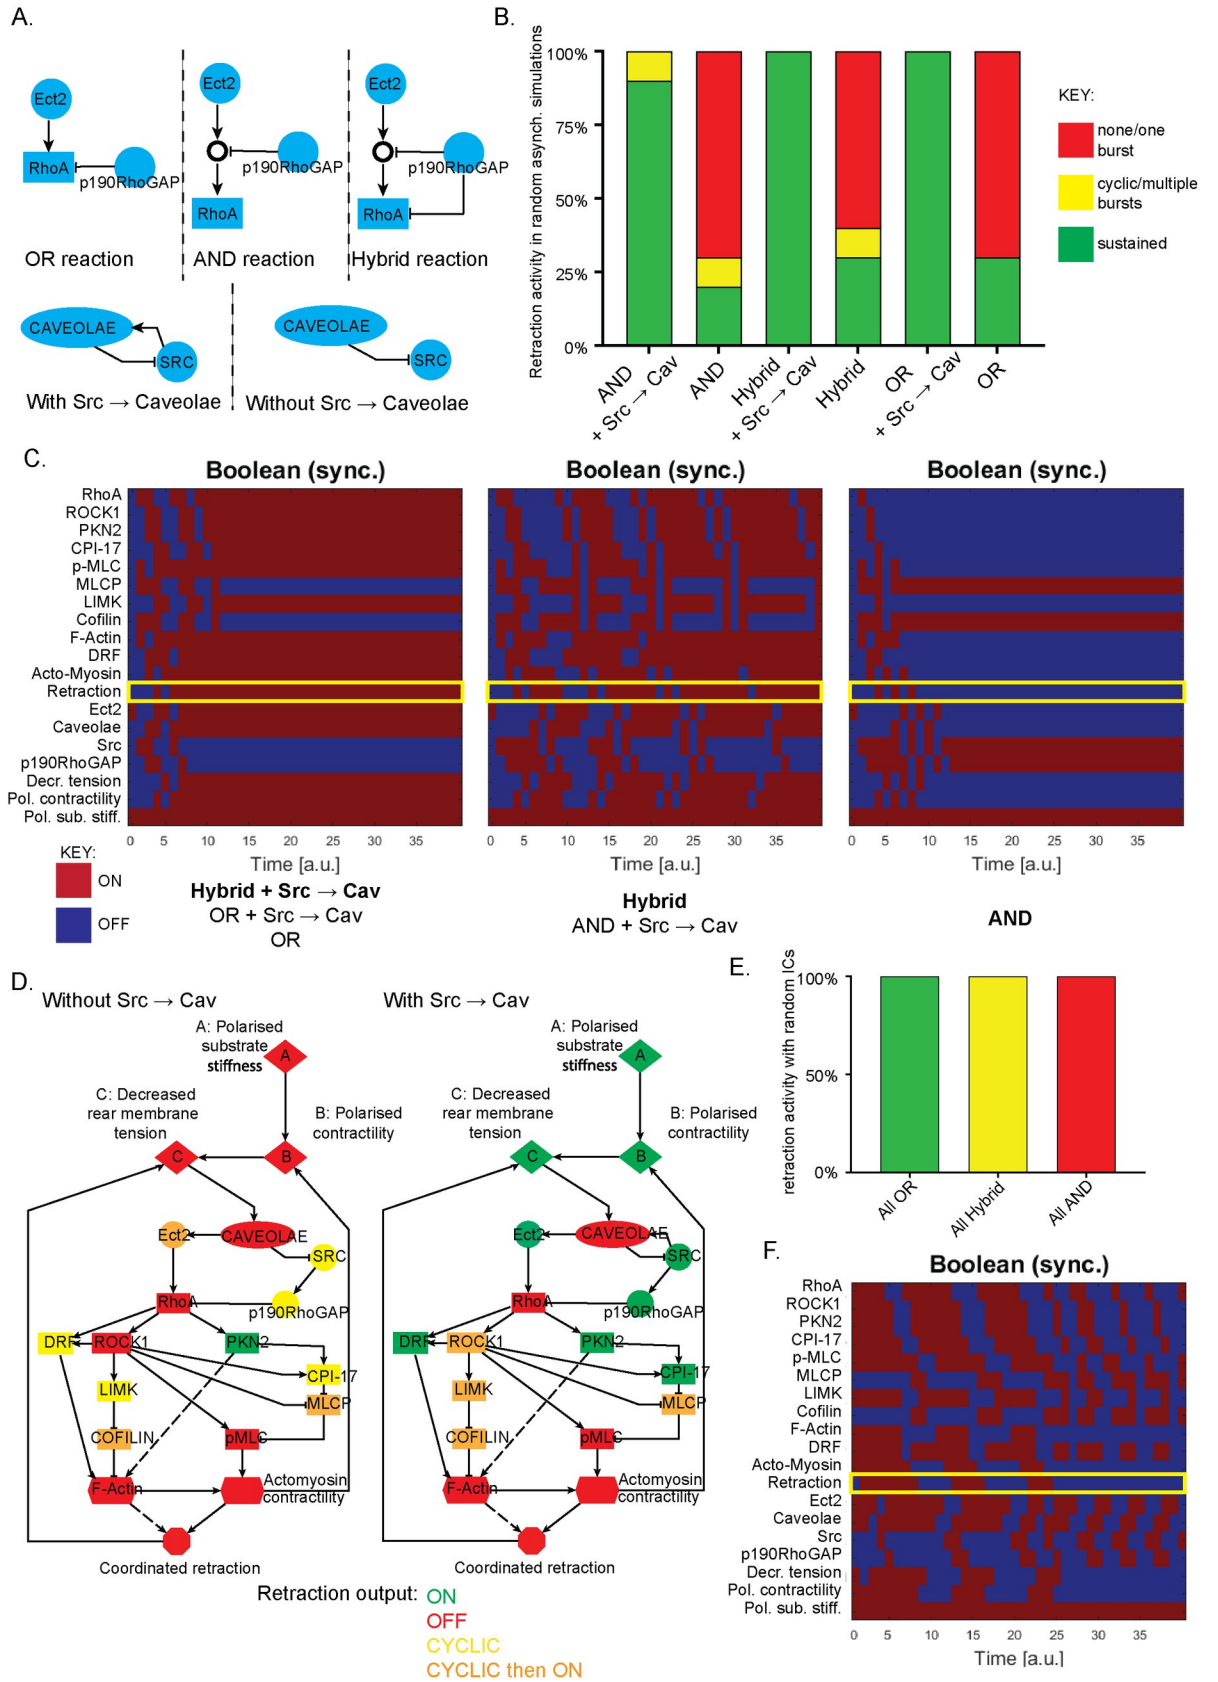 A.
Ect2
RhoA
p190RhoGAP
OR reaction
Ect2
p190RhoGAP
RhoA
AND reaction
Ect2
p190RhoGAP
RhoA
Hybrid reaction
CAVEOLAE
SRC
With Src → Caveolae
CAVEOLAE
SRC
Without Src → Caveolae
B.
Retraction activity in random asynch. simulations
100%
75%
50%
25%
0%
AND
+ Src → Cav
AND
Hybrid
+ Src → Cav
Hybrid
OR
+ Src → Cav
OR
KEY:
none/one
burst
cyclic/multiple
bursts
sustained
C.
Boolean (sync.)
Boolean (sync.)
Boolean (sync.)
RhoA
ROCK1
PKN2
CPI-17
p-MLC
MLCP
LIMK
Cofilin
F-Actin
DRF
Acto-Myosin
Retraction
Ect2
Caveolae
Src
p190RhoGAP
Decr. tension
Pol. contractility
Pol. sub. stiff.
0 5 10 15 20 25 30 35
0 5 10 15 20 25 30 35
0 5 10 15 20 25 30 35
Time [a.u.]
Time [a.u.]
Time [a.u.]
KEY:
ON
OFF
Hybrid + Src → Cav
OR + Src → Cav
OR
Hybrid
AND + Src → Cav
AND
D.
Without Src → Cav
A: Polarised
substrate
stiffness
A
C: Decreased
rear membrane
tension
B: Polarised
contractility
C
B
Ect2
CAVEOLAE
SRC
RhoA
p190RhoGAP
DRF
ROCK1
PKN2
CPI-17
LIMK
MLCP
COFILIN
pMLC
F-Actin
Actomyosin
contractility
Coordinated retraction
With Src → Cav
A: Polarised
substrate
stiffness
A
C: Decreased
rear membrane
tension
B: Polarised
contractility
C
B
Ect2
CAVEOLAE
SRC
RhoA
p190RhoGAP
DRF
ROCK1
PKN2
CPI-17
LIMK
MLCP
COFILIN
pMLC
F-Actin
Actomyosin
contractility
Coordinated retraction
Retraction output:
ON
OFF
CYCLIC
CYCLIC then ON
E.
retraction activity with random ICs
100%
50%
0%
All OR
All Hybrid
All AND
F.
Boolean (sync.)
RhoA
ROCK1
PKN2
CPI-17
p-MLC
MLCP
LIMK
Cofilin
F-Actin
DRF
Acto-Myosin
Retraction
Ect2
Caveolae
Src
p190RhoGAP
Decr. tension
Pol. contractility
Pol. sub. stiff.
0 5 10 15 20 25 30 35
Time [a.u.]